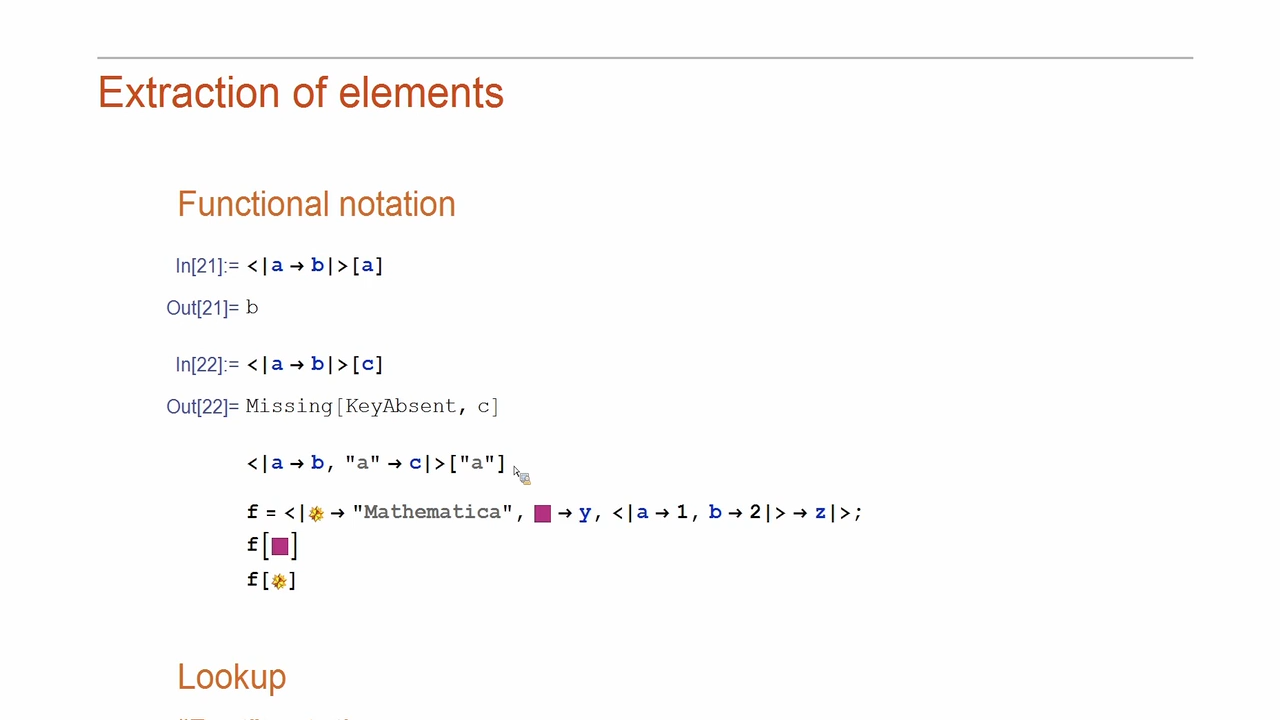 Extraction of elements
Functional notation
In[21]:= <|a → b|>[a]
Out[21]= b
In[22]:= <|a → b|>[c]
Out[22]= Missing[KeyAbsent, c]
<|a → b, "a" → c|>["a"]
f = <| → "Mathematica", → y, <|a → 1, b → 2|> → z|>;
f[]
f[]
Lookup